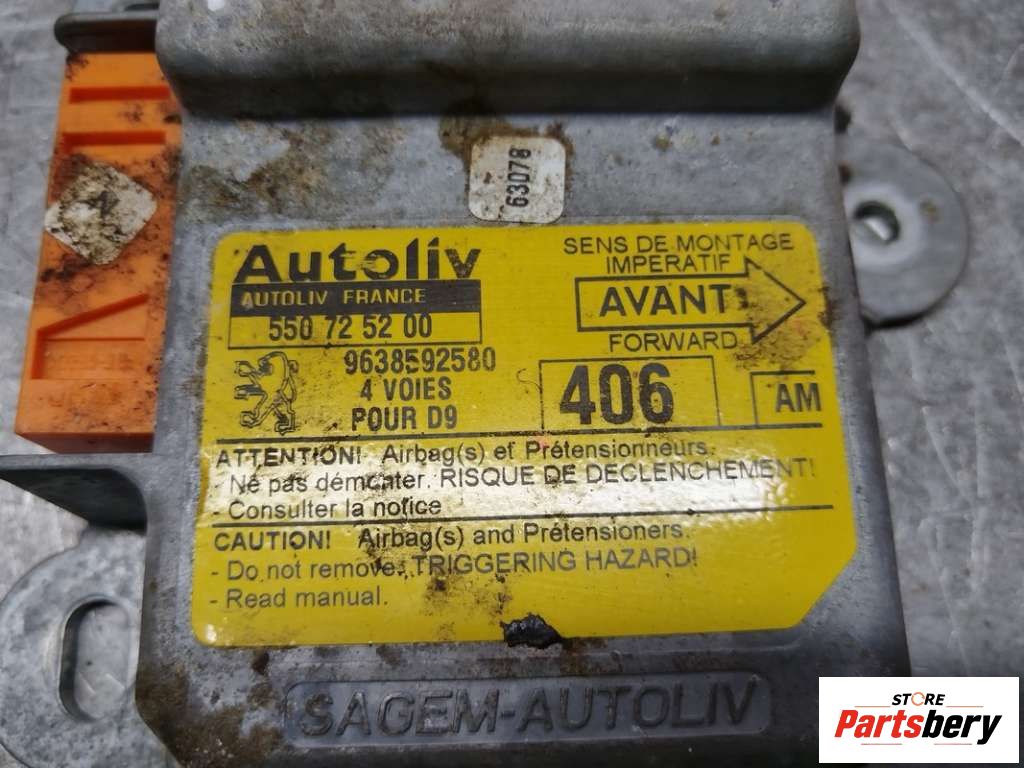 63078
Autoliv
AUTOLIV FRANCE
550 72 52 00
9638592580
4 VOIES
POUR D9
SENS DE MONTAGE
IMPERATIF
AVANT
FORWARD
406
AM
ATTENTION! Airbag(s) et Prétensionneurs.
- Ne pas démonter. RISQUE DE DECLENCHEMENT!
- Consulter la notice
CAUTION! Airbag(s) and Prétensioners.
- Do not remove. TRIGGERING HAZARD!
- Read manual.
SAGEM-AUTOLIV
STORE
Partsbery